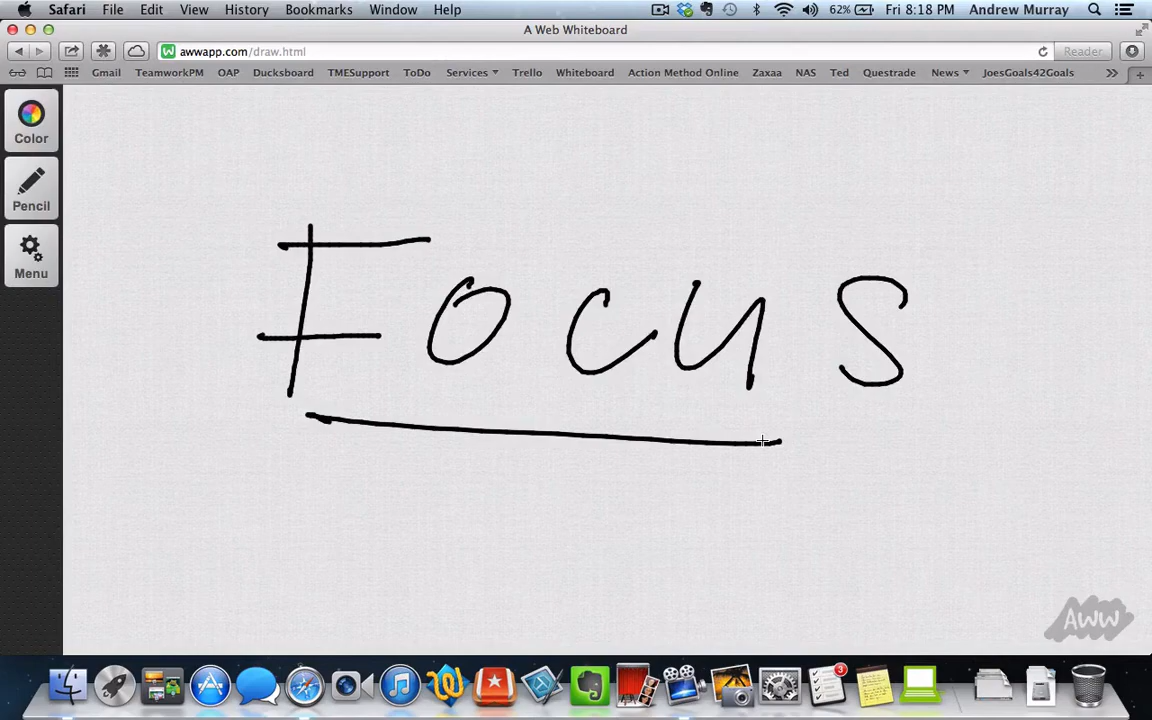 Safari File Edit View History Bookmarks Window Help 62% Fri 8:18 PM Andrew Murray
A Web Whiteboard
awwapp.com/draw.html Reader
Gmail TeamworkPM OAP Ducksboard TMESupport ToDo Services Trello Whiteboard Action Method Online Zaxaa NAS Ted Questrade News JoesGoals42Goals
Color
Pencil
Menu
Focus
AWW
3